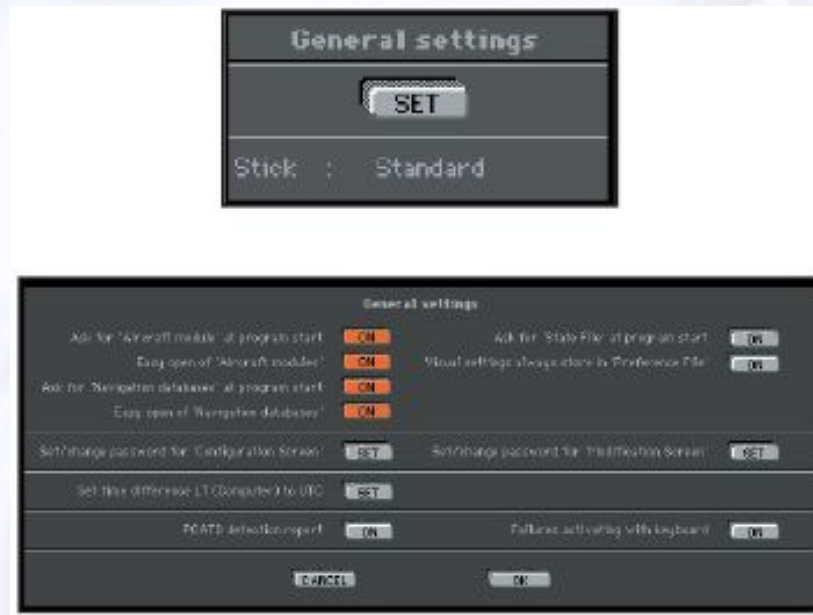 General settings
SET
Stick : Standard
General settings
Ask for 'Aircraft module' at program start ON
Ask for 'State File' at program start ON
Easy open of 'Aircraft modules' ON
Visual settings always store in 'Preference File' ON
Ask for 'Navigation databases' at program start ON
Easy open of 'Navigation databases' ON
Set/change password for 'Configuration Screen' SET
Set/change password for 'Modification Screen' SET
Set time difference LT (Computer) to UTC SET
PCATD detection report ON
Failures activating with keyboard ON
CANCEL OK